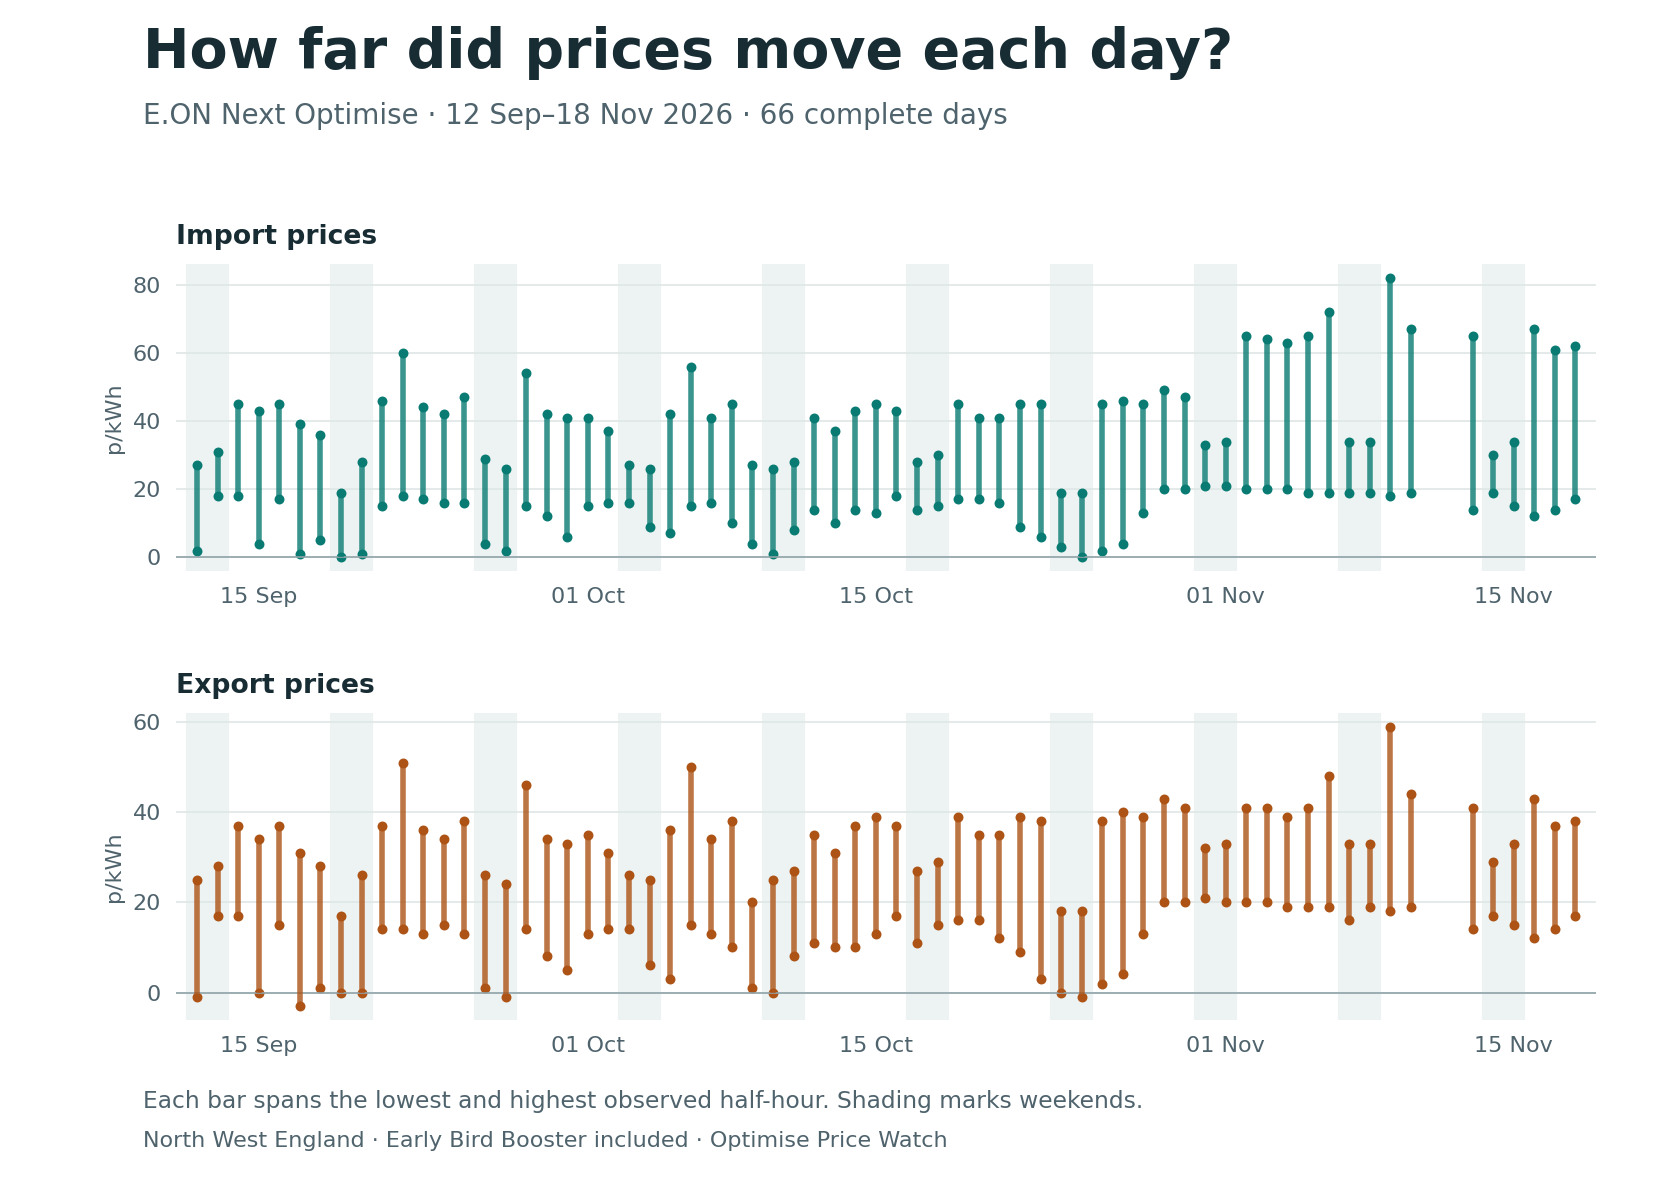 How far did prices move each day?
E.ON Next Optimise · 12 Sep–18 Nov 2026 · 66 complete days
Import prices
80
60
40
20
0
p/kWh
15 Sep 01 Oct 15 Oct 01 Nov 15 Nov
Export prices
60
40
20
0
p/kWh
15 Sep 01 Oct 15 Oct 01 Nov 15 Nov
Each bar spans the lowest and highest observed half-hour. Shading marks weekends.
North West England · Early Bird Booster included · Optimise Price Watch